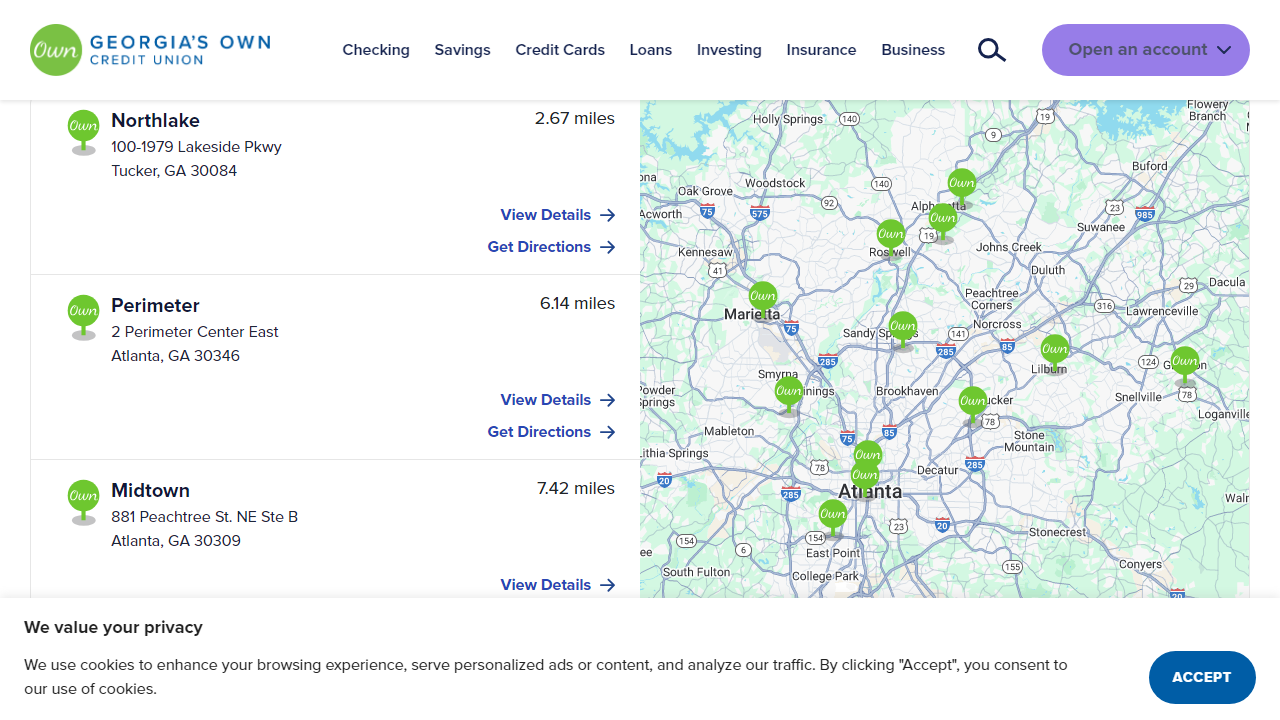 Own GEORGIA'S OWN
CREDIT UNION
Checking
Savings
Credit Cards
Loans
Investing
Insurance
Business
Open an account
Own
Northlake
2.67 miles
100-1979 Lakeside Pkwy
Tucker, GA 30084
View Details
Get Directions
Own
Perimeter
6.14 miles
2 Perimeter Center East
Atlanta, GA 30346
View Details
Get Directions
Own
Midtown
7.42 miles
881 Peachtree St. NE Ste B
Atlanta, GA 30309
View Details
Flowery
Branch
Holly Springs
140
19
9
Buford
Woodstock
Oak Grove
140
Own
Acworth
75
575
92
Alpharetta
23
985
Own
19
Suwanee
Own
Kennesaw
Roswell
Johns Creek
41
Duluth
29
Dacula
Own
Peachtree
Corners
316
Lawrenceville
Marietta
75
Own
Norcross
Sandy Springs
141
285
85
Own
285
124
Own
Lilburn
Smyrna
Own
Brookhaven
78
Snellville
Powder
Springs
Own
Tucker
Loganville
78
Mableton
75
85
Stone
Mountain
Lithia Springs
Own
78
Decatur
285
20
Own
285
Atlanta
Own
23
20
Stonecrest
154
154
6
East Point
155
Conyers
South Fulton
College Park
20
We value your privacy
We use cookies to enhance your browsing experience, serve personalized ads or content, and analyze our traffic. By clicking "Accept", you consent to
our use of cookies.
ACCEPT